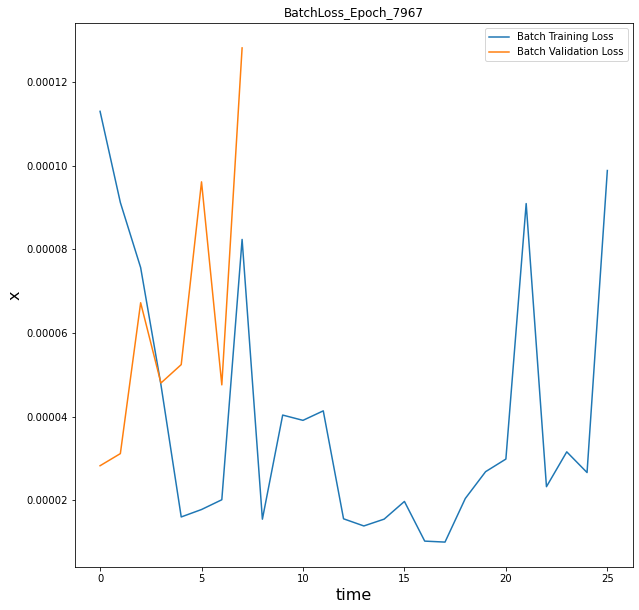 BatchLoss_Epoch_7967
Batch Training Loss
Batch Validation Loss
0.00012
0.00010
0.00008
0.00006
0.00004
0.00002
x
0 5 10 15 20 25
time